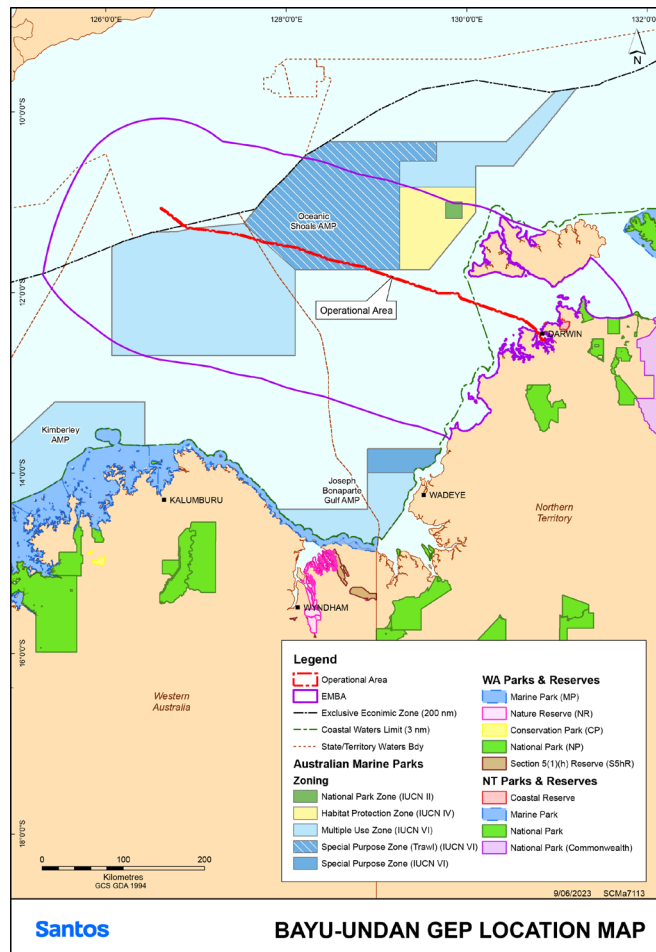 126°0'0"E
128°0'0"E
130°0'0"E
132°0'0"E
N
10°0'0"S
12°0'0"S
14°0'0"S
16°0'0"S
18°0'0"S
Oceanic
Shoals AMP
Operational Area
DARWIN
Kimberley
AMP
KALUMBURU
Joseph
Bonaparte
Gulf AMP
WADEYE
Northern
Territory
WYNDHAM
Western
Australia
Legend
Operational Area
EMBA
Exclusive Econimic Zone (200 nm)
Coastal Waters Limit (3 nm)
State/Territory Waters Bdy
Australian Marine Parks
Zoning
National Park Zone (IUCN II)
Habitat Protection Zone (IUCN IV)
Multiple Use Zone (IUCN VI)
Special Purpose Zone (Trawl) (IUCN VI)
Special Purpose Zone (IUCN VI)
WA Parks & Reserves
Marine Park (MP)
Nature Reserve (NR)
Conservation Park (CP)
National Park (NP)
Section 5(1)(h) Reserve (S5hR)
NT Parks & Reserves
Coastal Reserve
Marine Park
National Park
National Park (Commonwealth)
0 50 100 200
Kilometres
GCS GDA 1994
9/06/2023 SCMa7113
Santos
BAYU-UNDAN GEP LOCATION MAP